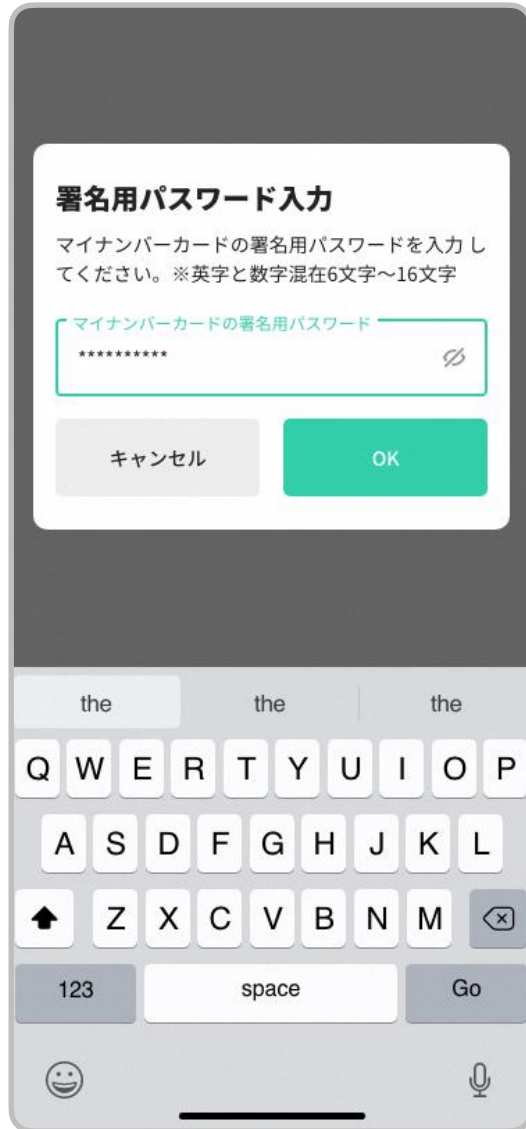 署名用パスワード入力
マイナンバーカードの署名用パスワードを入力し
てください。※英字と数字混在6文字〜16文字
マイナンバーカードの署名用パスワード
**********
キャンセル OK
the the the
Q W E R T Y U I O P
A S D F G H J K L
Z X C V B N M
123 space Go